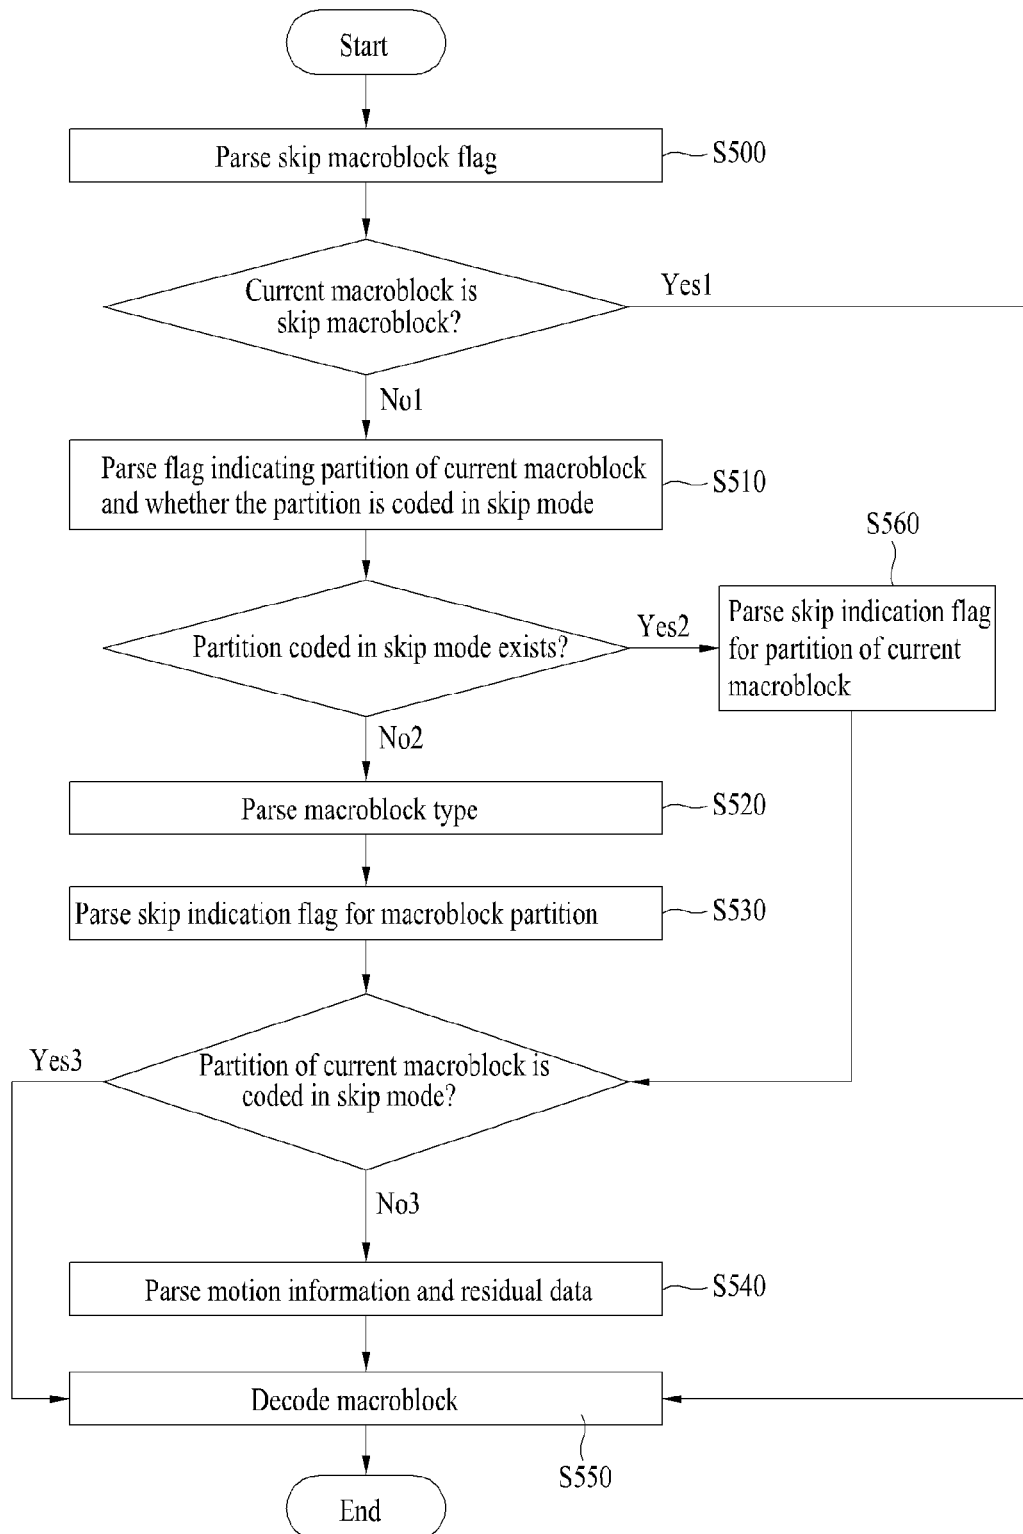 Start
Parse skip macroblock flag
S500
Current macroblock is
skip macroblock?
Yes1
No1
Parse flag indicating partition of current macroblock
and whether the partition is coded in skip mode
S510
S560
Partition coded in skip mode exists?
Yes2
Parse skip indication flag
for partition of current
macroblock
No2
Parse macroblock type
S520
Parse skip indication flag for macroblock partition
S530
Yes3
Partition of current macroblock is
coded in skip mode?
No3
Parse motion information and residual data
S540
Decode macroblock
S550
End